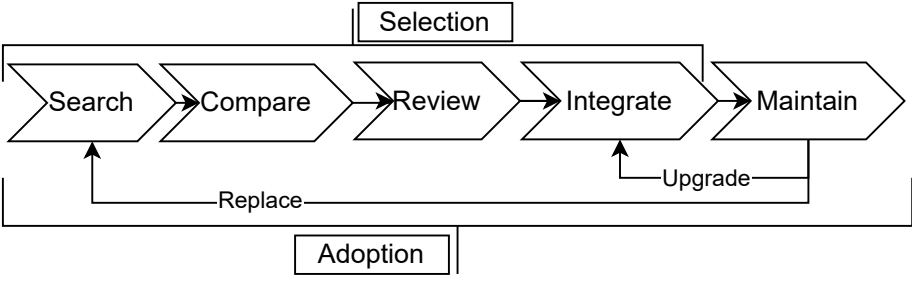 Selection
Search
Compare
Review
Integrate
Maintain
Upgrade
Replace
Adoption